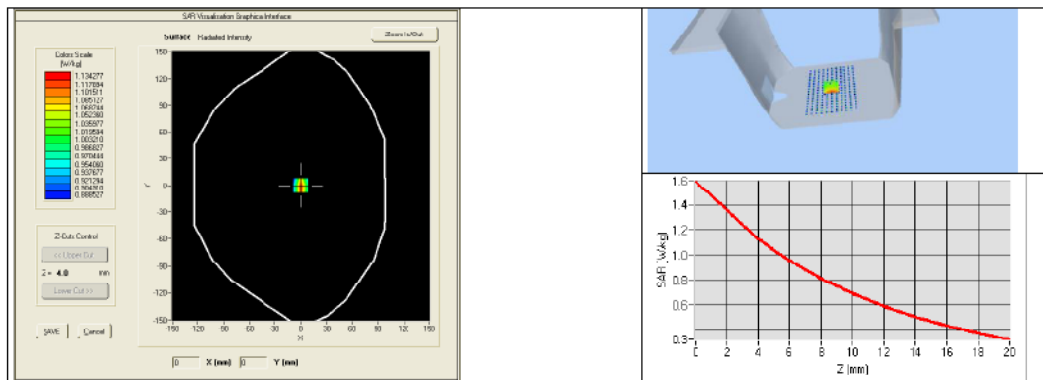 SAR Visualisation Graphical Interface
Surface Radiated Intensity
Zoom In/Out
Colors Scale
(W/kg)
1.134277
1.117894
1.101511
1.085127
1.068744
1.052360
1.035977
1.019594
1.003210
0.986827
0.970444
0.954060
0.937677
0.921294
0.904910
0.888527
150
120
90
60
30
0
-30
-60
-90
-120
-150
Y
-150 -120 -90 -60 -30 0 30 60 90 120 150
X
Z-Cuts Control
<< Upper Cut
Z = 4.0 mm
Lower Cut >>
SAVE Cancel
0 X (mm) 0 Y (mm)
1.6
1.4
1.2
1.0
0.8
0.6
0.3
SAR (W/kg)
0 2 4 6 8 10 12 14 16 18 20
Z (mm)